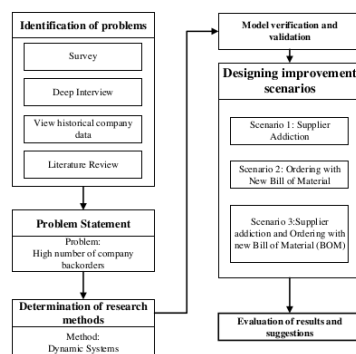 Identification of problems
Survey
Deep Interview
View historical company
data
Literature Review
Problem Statement
Problem:
High number of company
backorders
Determination of research
methods
Method:
Dynamic Systems
Model verification and
validation
Designing improvement
scenarios
Scenario 1: Supplier
Addiction
Scenario 2: Ordering with
New Bill of Material
Scenario 3:Supplier
addiction and Ordering with
new Bill of Material (BOM)
Evaluation of results and
suggestions